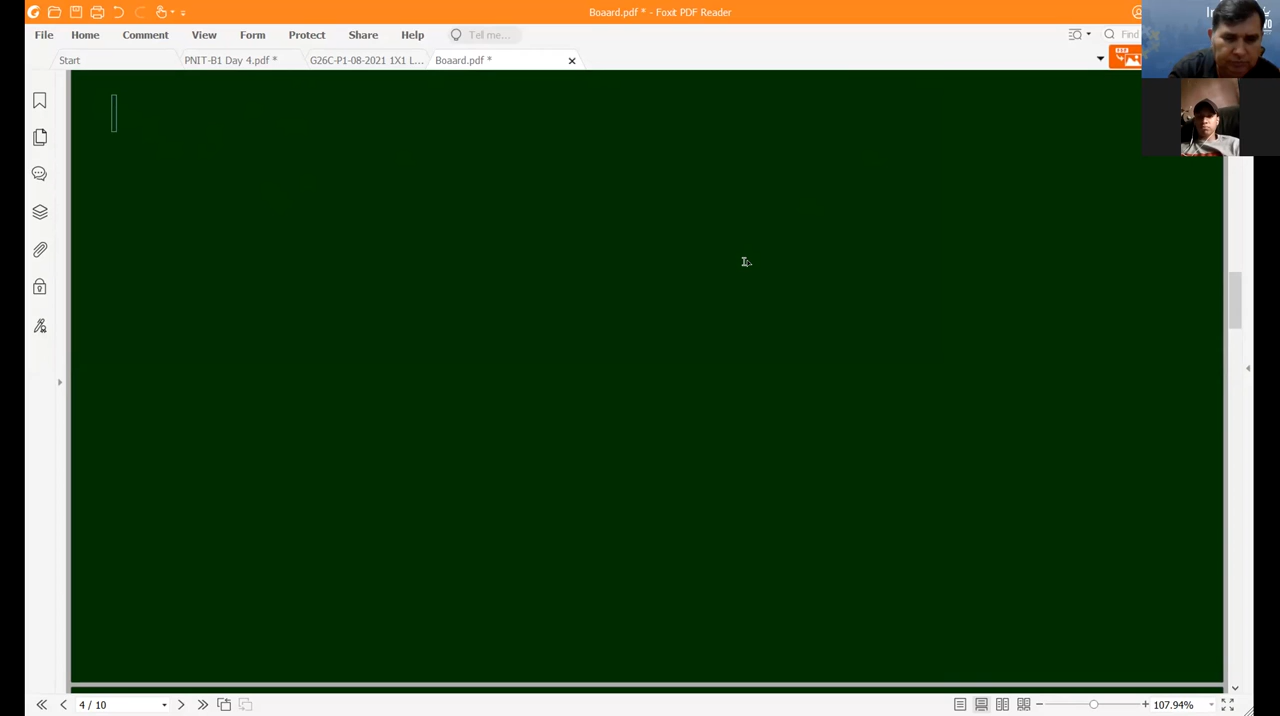 Boaard.pdf * - Foxit PDF Reader
File Home Comment View Form Protect Share Help Tell me... Find
Start PNIT-B1 Day 4.pdf * G26C-P1-08-2021 1X1 L... Boaard.pdf *
4 / 10 107.94%